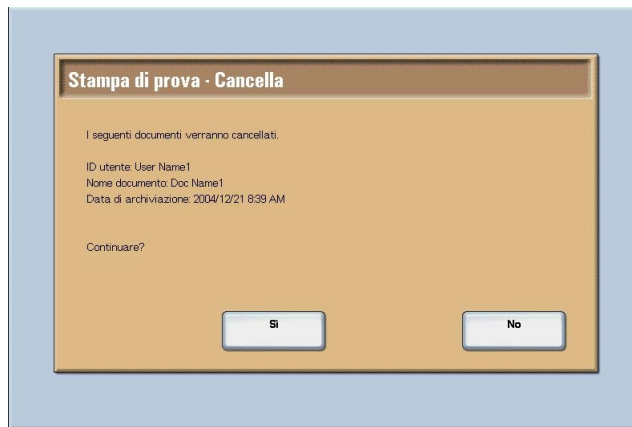 Stampa di prova - Cancella
I seguenti documenti verranno cancellati.
ID utente: User Name1
Nome documento: Doc Name1
Data di archiviazione: 2004/12/21 8:39 AM
Continuare?
Sì
No